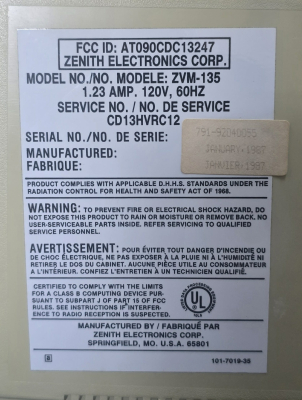 FCC ID: AT090CDC13247
ZENITH ELECTRONICS CORP.
MODEL NO./NO. MODELE: ZVM-135
1.23 AMP. 120V, 60HZ
SERVICE NO. / NO. DE SERVICE
CD13HVRC12
SERIAL NO./NO. DE SERIE:
791-92040055
MANUFACTURED:
JANUARY-1987
FABRIQUE:
JANVIER-1987
PRODUCT COMPLIES WITH APPLICABLE D.H.H.S. STANDARDS UNDER THE
RADIATION CONTROL FOR HEALTH AND SAFETY ACT OF 1968.
WARNING: TO PREVENT FIRE OR ELECTRICAL SHOCK HAZARD, DO
NOT EXPOSE THIS PRODUCT TO RAIN OR MOISTURE OR REMOVE BACK. NO
USER-SERVICEABLE PARTS INSIDE. REFER SERVICING TO QUALIFIED
SERVICE PERSONNEL.
AVERTISSEMENT: POUR ÉVITER TOUT DANGER D'INCENDIE OU
DE CHOC ÉLECTRIQUE, NE PAS EXPOSER À LA PLUIE NI À L'HUMIDITÉ NI
RETIRER LE DOS DU CABINET. AUCUNE PIÈCE UTILE AU CONSOMMATEUR
A L'INTÉRIEUR. CONFIEZ L'ENTRETIEN À UN TECHNICIEN QUALIFIÉ.
CERTIFIED TO COMPLY WITH THE LIMITS
FOR A CLASS B COMPUTING DEVICE PUR-
SUANT TO SUBPART J OF PART 15 OF FCC
RULES. SEE INSTRUCTIONS IF INTERFER-
ENCE TO RADIO RECEPTION IS SUSPECTED.
UL
MANUFACTURED BY / FABRIQUÉ PAR
ZENITH ELECTRONICS CORP.
SPRINGFIELD, MO. U.S.A. 65801
101-7019-38